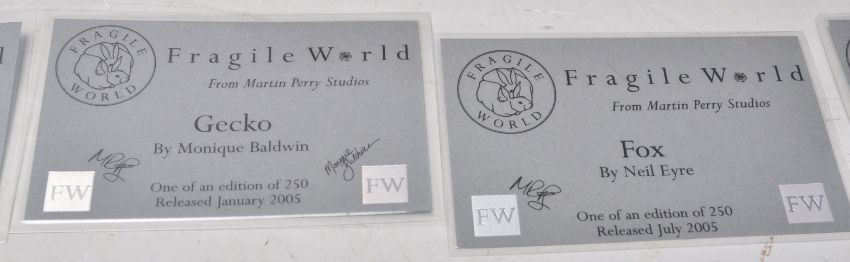 FRAGILE
WORLD
Fragile World
From Martin Perry Studios
Gecko
By Monique Baldwin
Monique
Baldwin
One of an edition of 250
Released January 2005
FW
FW
FRAGILE
WORLD
Fragile World
From Martin Perry Studios
Fox
By Neil Eyre
One of an edition of 250
Released July 2005
FW
FW